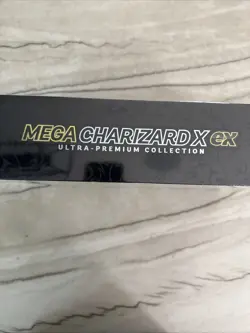 MEGA CHARIZARD X ex
ULTRA-PREMIUM COLLECTION